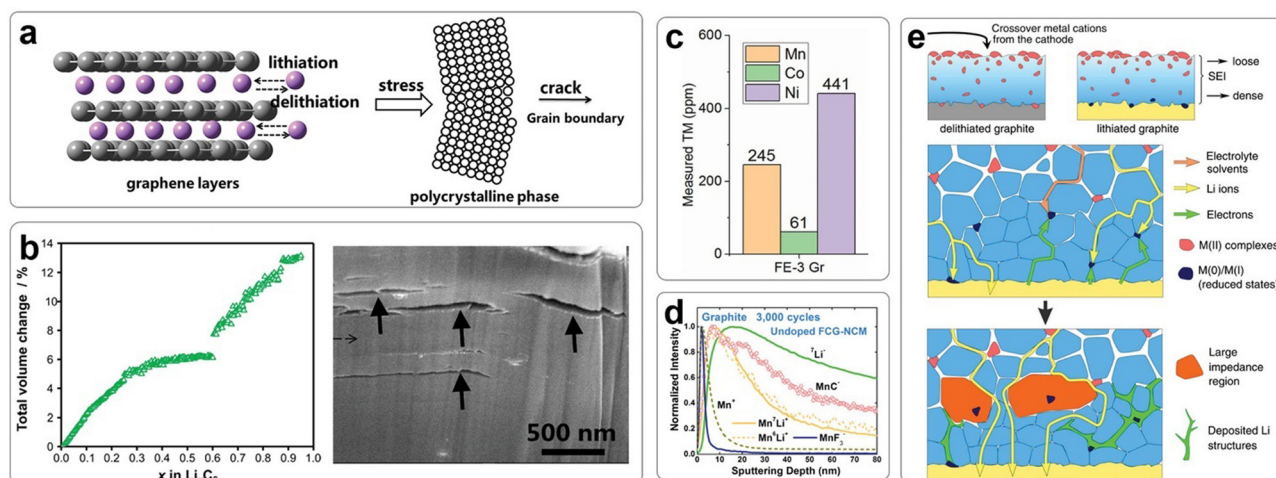 a
lithiation
delithiation
graphene layers
stress
polycrystalline phase
crack
Grain boundary
b
Total volume change / %
14
12
10
8
6
4
2
0
0.0 0.1 0.2 0.3 0.4 0.5 0.6 0.7 0.8 0.9 1.0
x in Li C
500 nm
c
Measured TM (ppm)
600
400
200
0
Mn
Co
Ni
245
61
441
FE-3 Gr
d
Graphite 3,000 cycles
Undoped FCG-NCM
Normalized Intensity
1.0
0.8
0.6
0.4
0.2
0.0
⁷Li⁻
MnC⁻
Mn⁺
Mn⁷Li⁺
Mn⁶Li⁺
MnF₃⁻
0 10 20 30 40 50 60 70 80
Sputtering Depth (nm)
e
Crossover metal cations
from the cathode
loose
SEI
dense
delithiated graphite
lithiated graphite
Electrolyte
solvents
Li ions
Electrons
M(II) complexes
M(0)/M(I)
(reduced states)
Large
impedance
region
Deposited Li
structures